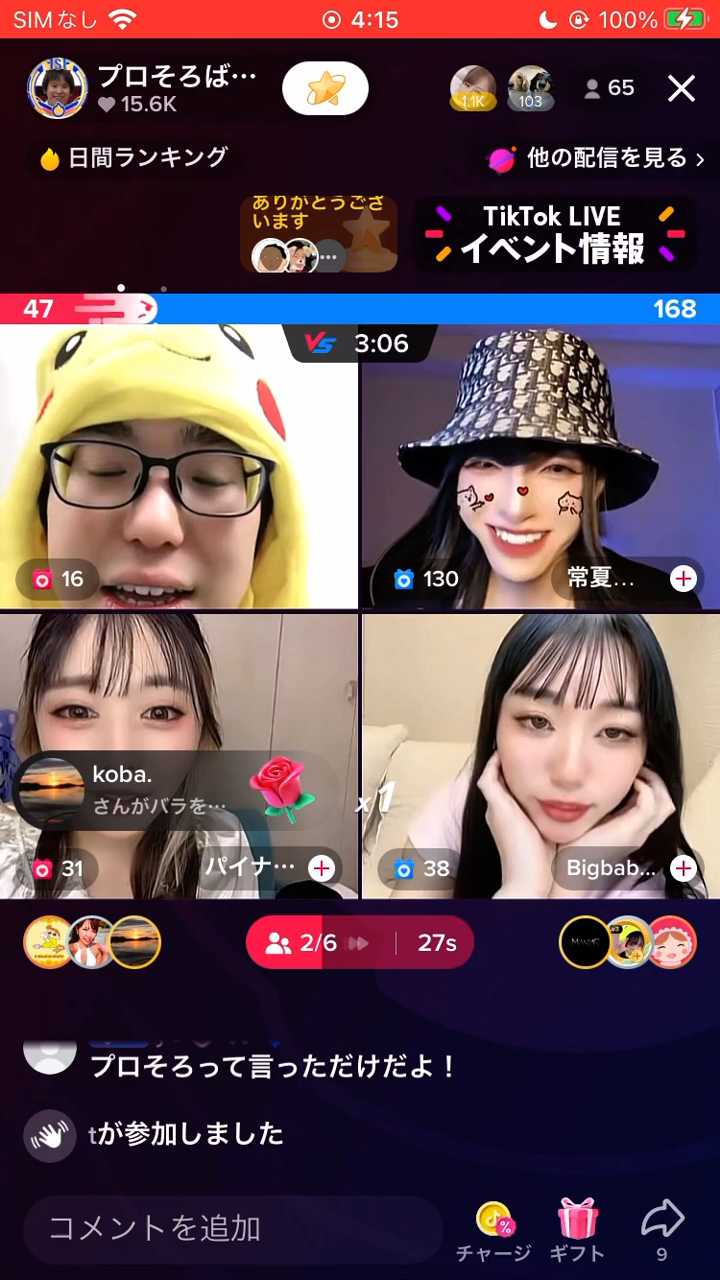 SIMなし
4:15
100%
プロそろば…
15.6K
1.1K
103
65
日間ランキング
他の配信を見る
ありがとうござ
います
TikTok LIVE
イベント情報
47
168
VS 3:06
16
130
常夏…
koba.
さんがバラを…
x1
31
パイナ…
38
Bigbab…
2/6
27s
MANIAC
プロそろって言っただけだよ！
tが参加しました
コメントを追加
チャージ
ギフト
9